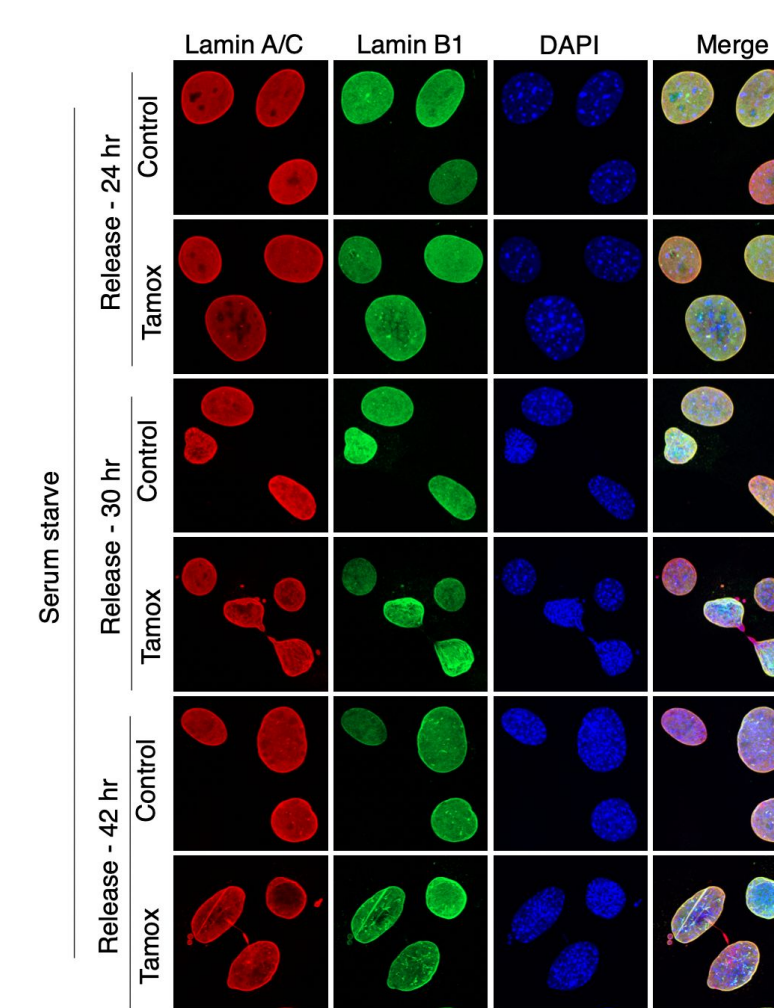 Lamin A/C Lamin B1 DAPI Merge
Serum starve
Release - 24 hr
Control
Tamox
Release - 30 hr
Control
Tamox
Release - 42 hr
Control
Tamox